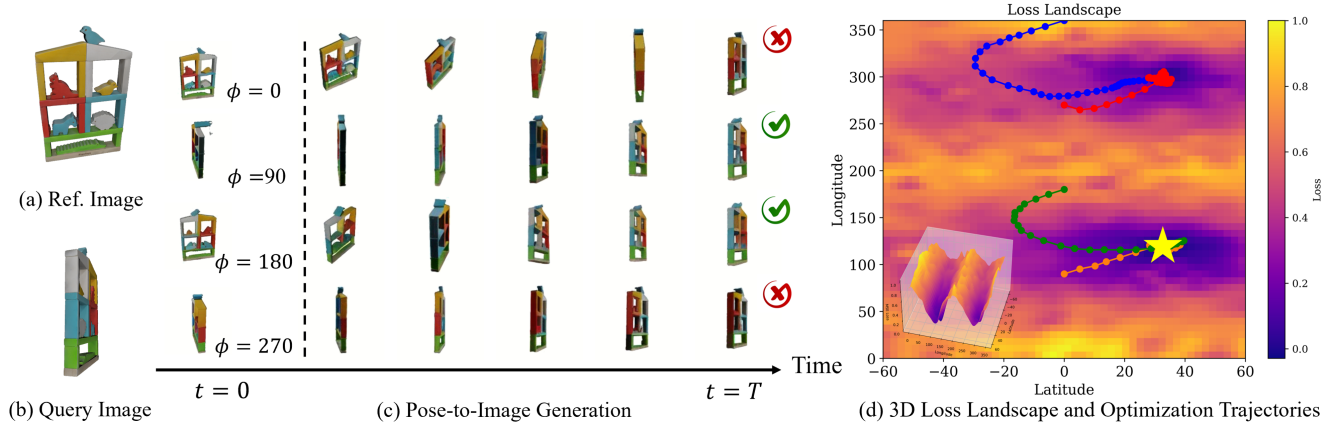 (a) Ref. Image
(b) Query Image
ϕ = 0
ϕ =90
ϕ = 180
ϕ = 270
t = 0
t = T
Time
(c) Pose-to-Image Generation
Loss Landscape
Longitude
350
300
250
200
150
100
50
0
−60
−40
−20
0
20
40
60
Latitude
1.0
0.8
0.6
0.4
0.2
0.0
Loss
(d) 3D Loss Landscape and Optimization Trajectories